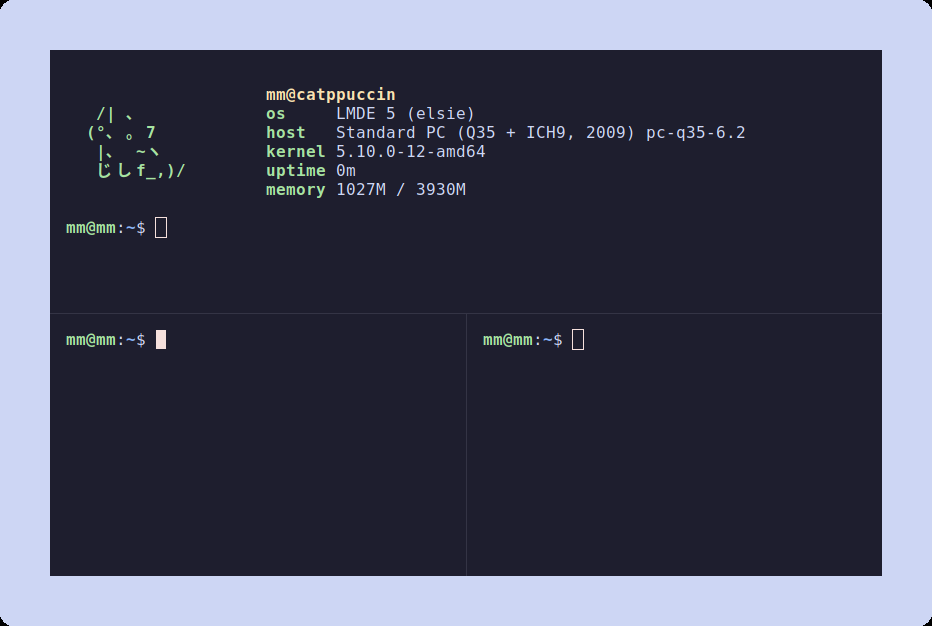 mm@catppuccin
/| 、 os LMDE 5 (elsie)
(°、 。 7 host Standard PC (Q35 + ICH9, 2009) pc-q35-6.2
|、 ~ヽ kernel 5.10.0-12-amd64
じしf_,)/ uptime 0m
memory 1027M / 3930M
mm@mm:~$
mm@mm:~$
mm@mm:~$